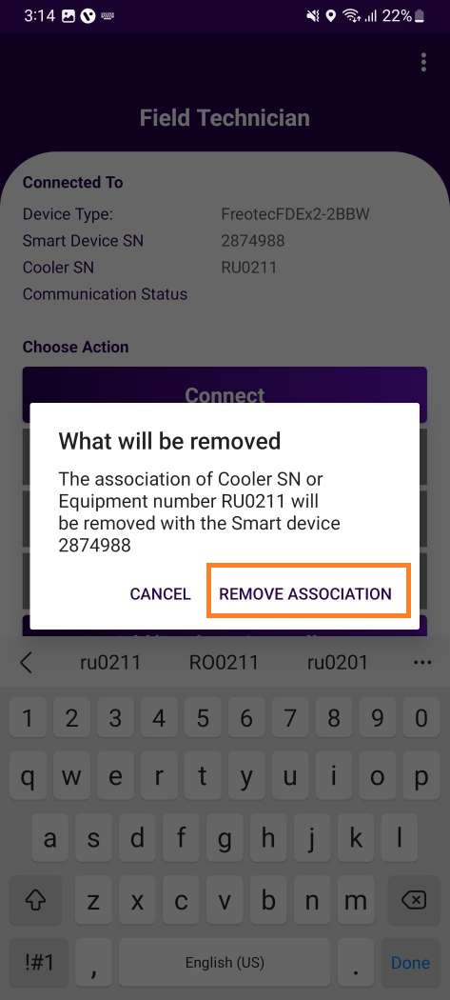 3:14 22%
Field Technician
Connected To
Device Type: FreotecFDEx2-2BBW
Smart Device SN 2874988
Cooler SN RU0211
Communication Status
Choose Action
Connect
What will be removed
The association of Cooler SN or
Equipment number RU0211 will
be removed with the Smart device
2874988
CANCEL REMOVE ASSOCIATION
ru0211 RO0211 ru0201 ...
1 2 3 4 5 6 7 8 9 0
q w e r t y u i o p
a s d f g h j k l
z x c v b n m
!#1 , English (US) . Done